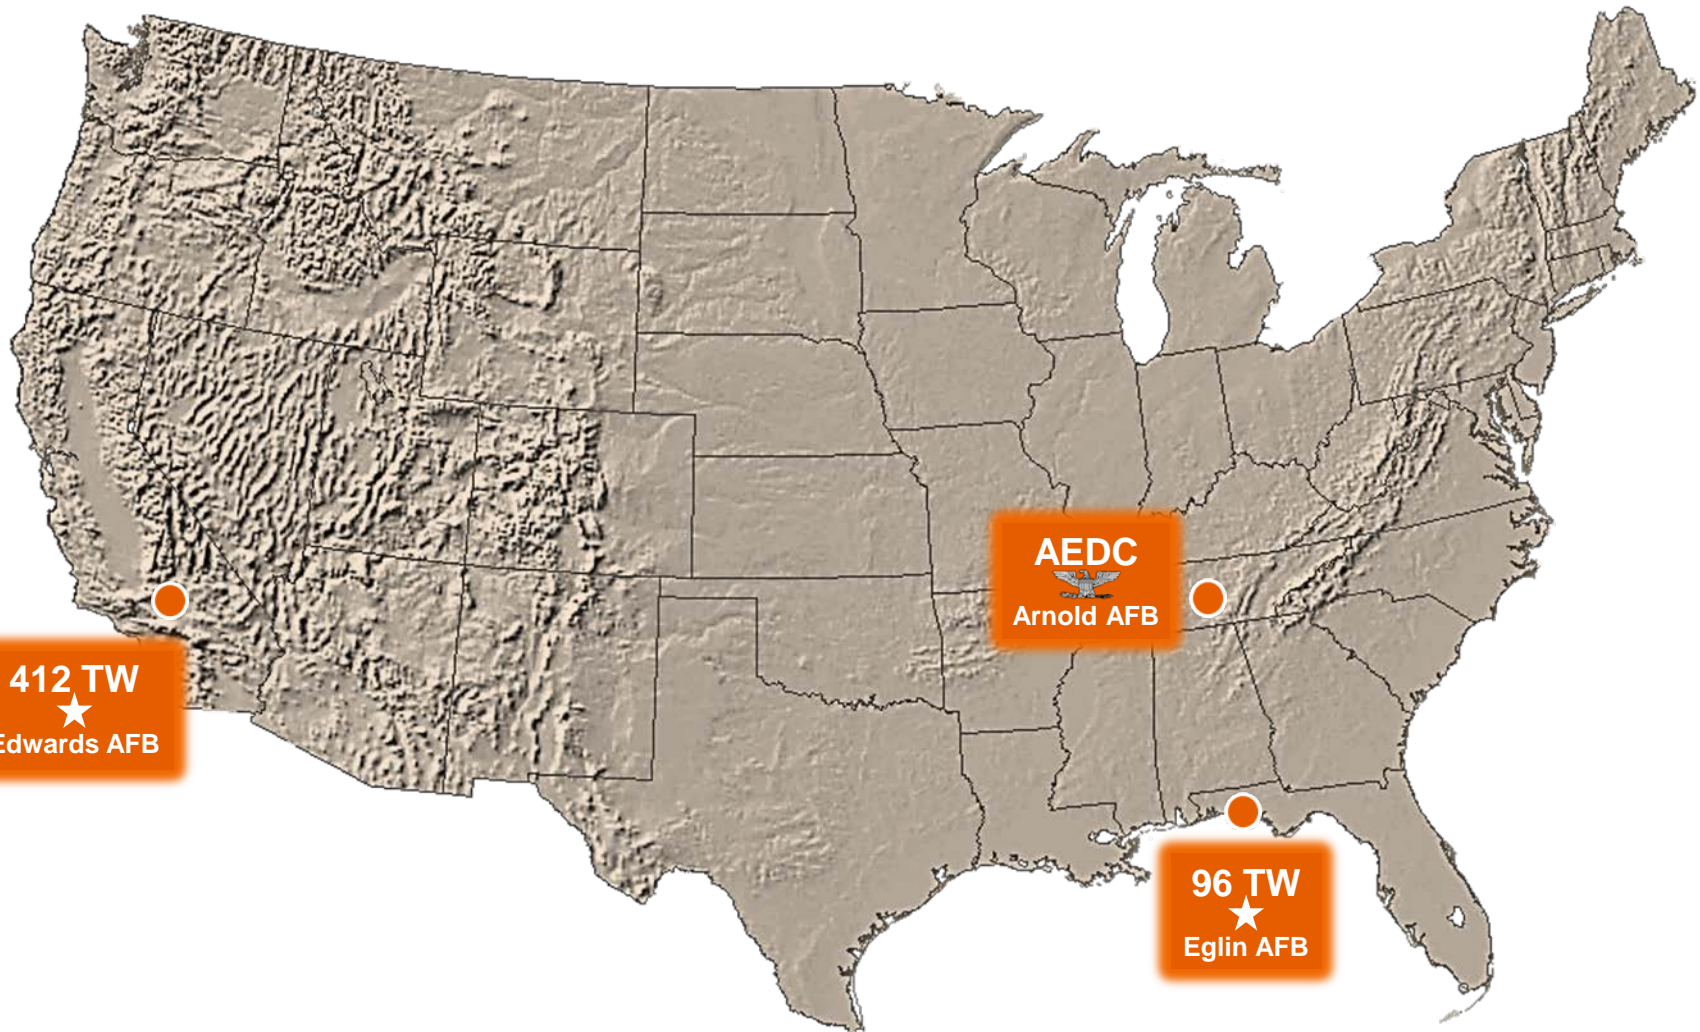 AEDC
Arnold AFB
412 TW
Edwards AFB
96 TW
Eglin AFB